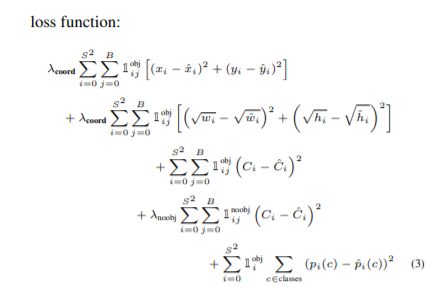 loss function:
λcoord ∑_{i=0}^{S²} ∑_{j=0}^{B} 𝟙_{ij}^{obj} [(x_i − x̂_i)² + (y_i − ŷ_i)²]
+ λcoord ∑_{i=0}^{S²} ∑_{j=0}^{B} 𝟙_{ij}^{obj} [(√w_i − √ŵ_i)² + (√h_i − √ĥ_i)²]
+ ∑_{i=0}^{S²} ∑_{j=0}^{B} 𝟙_{ij}^{obj} (C_i − Ĉ_i)²
+ λnoobj ∑_{i=0}^{S²} ∑_{j=0}^{B} 𝟙_{ij}^{noobj} (C_i − Ĉ_i)²
+ ∑_{i=0}^{S²} 𝟙_{i}^{obj} ∑_{c∈classes} (p_i(c) − p̂_i(c))² (3)